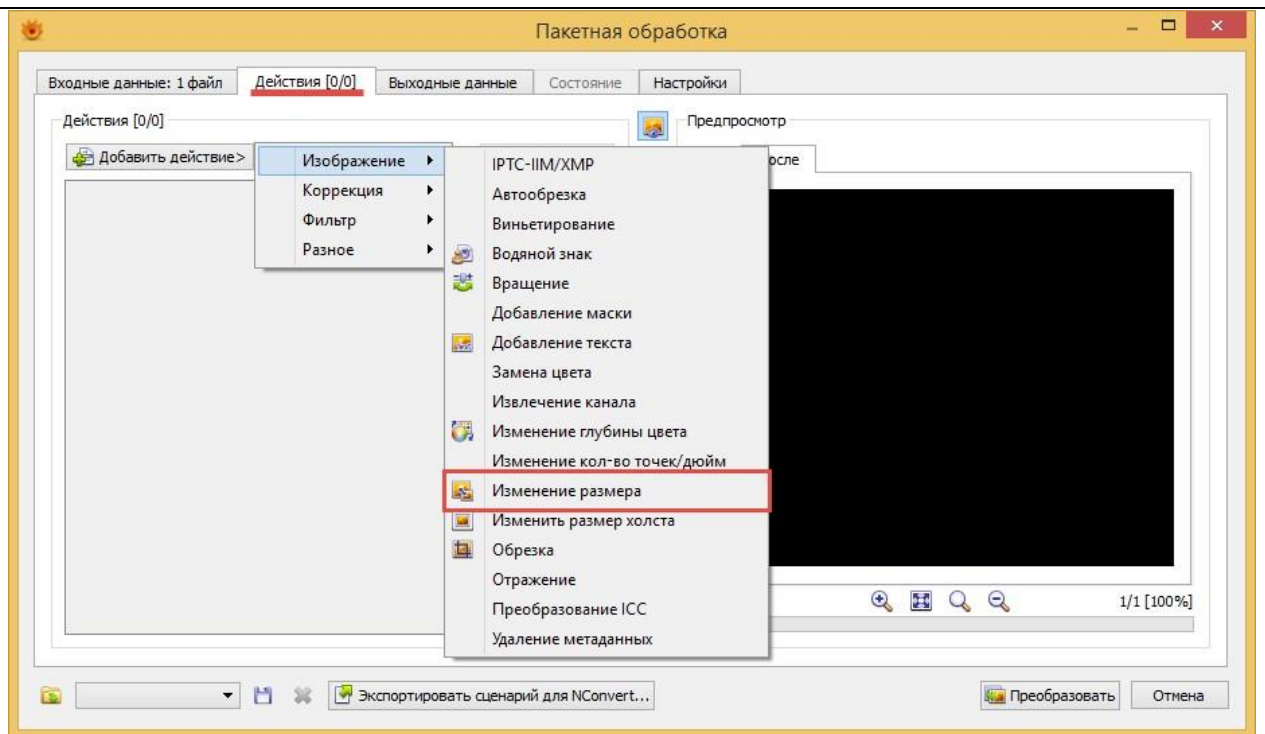 Пакетная обработка
Входные данные: 1 файл
Действия [0/0]
Выходные данные
Состояние
Настройки
Действия [0/0]
Предпросмотр
Добавить действие>
Изображение
Коррекция
Фильтр
Разное
IPTC-IIM/XMP
Автообрезка
Виньетирование
Водяной знак
Вращение
Добавление маски
Добавление текста
Замена цвета
Извлечение канала
Изменение глубины цвета
Изменение кол-во точек/дюйм
Изменение размера
Изменить размер холста
Обрезка
Отражение
Преобразование ICC
Удаление метаданных
1/1 [100%]
Экспортировать сценарий для NConvert...
Преобразовать
Отмена